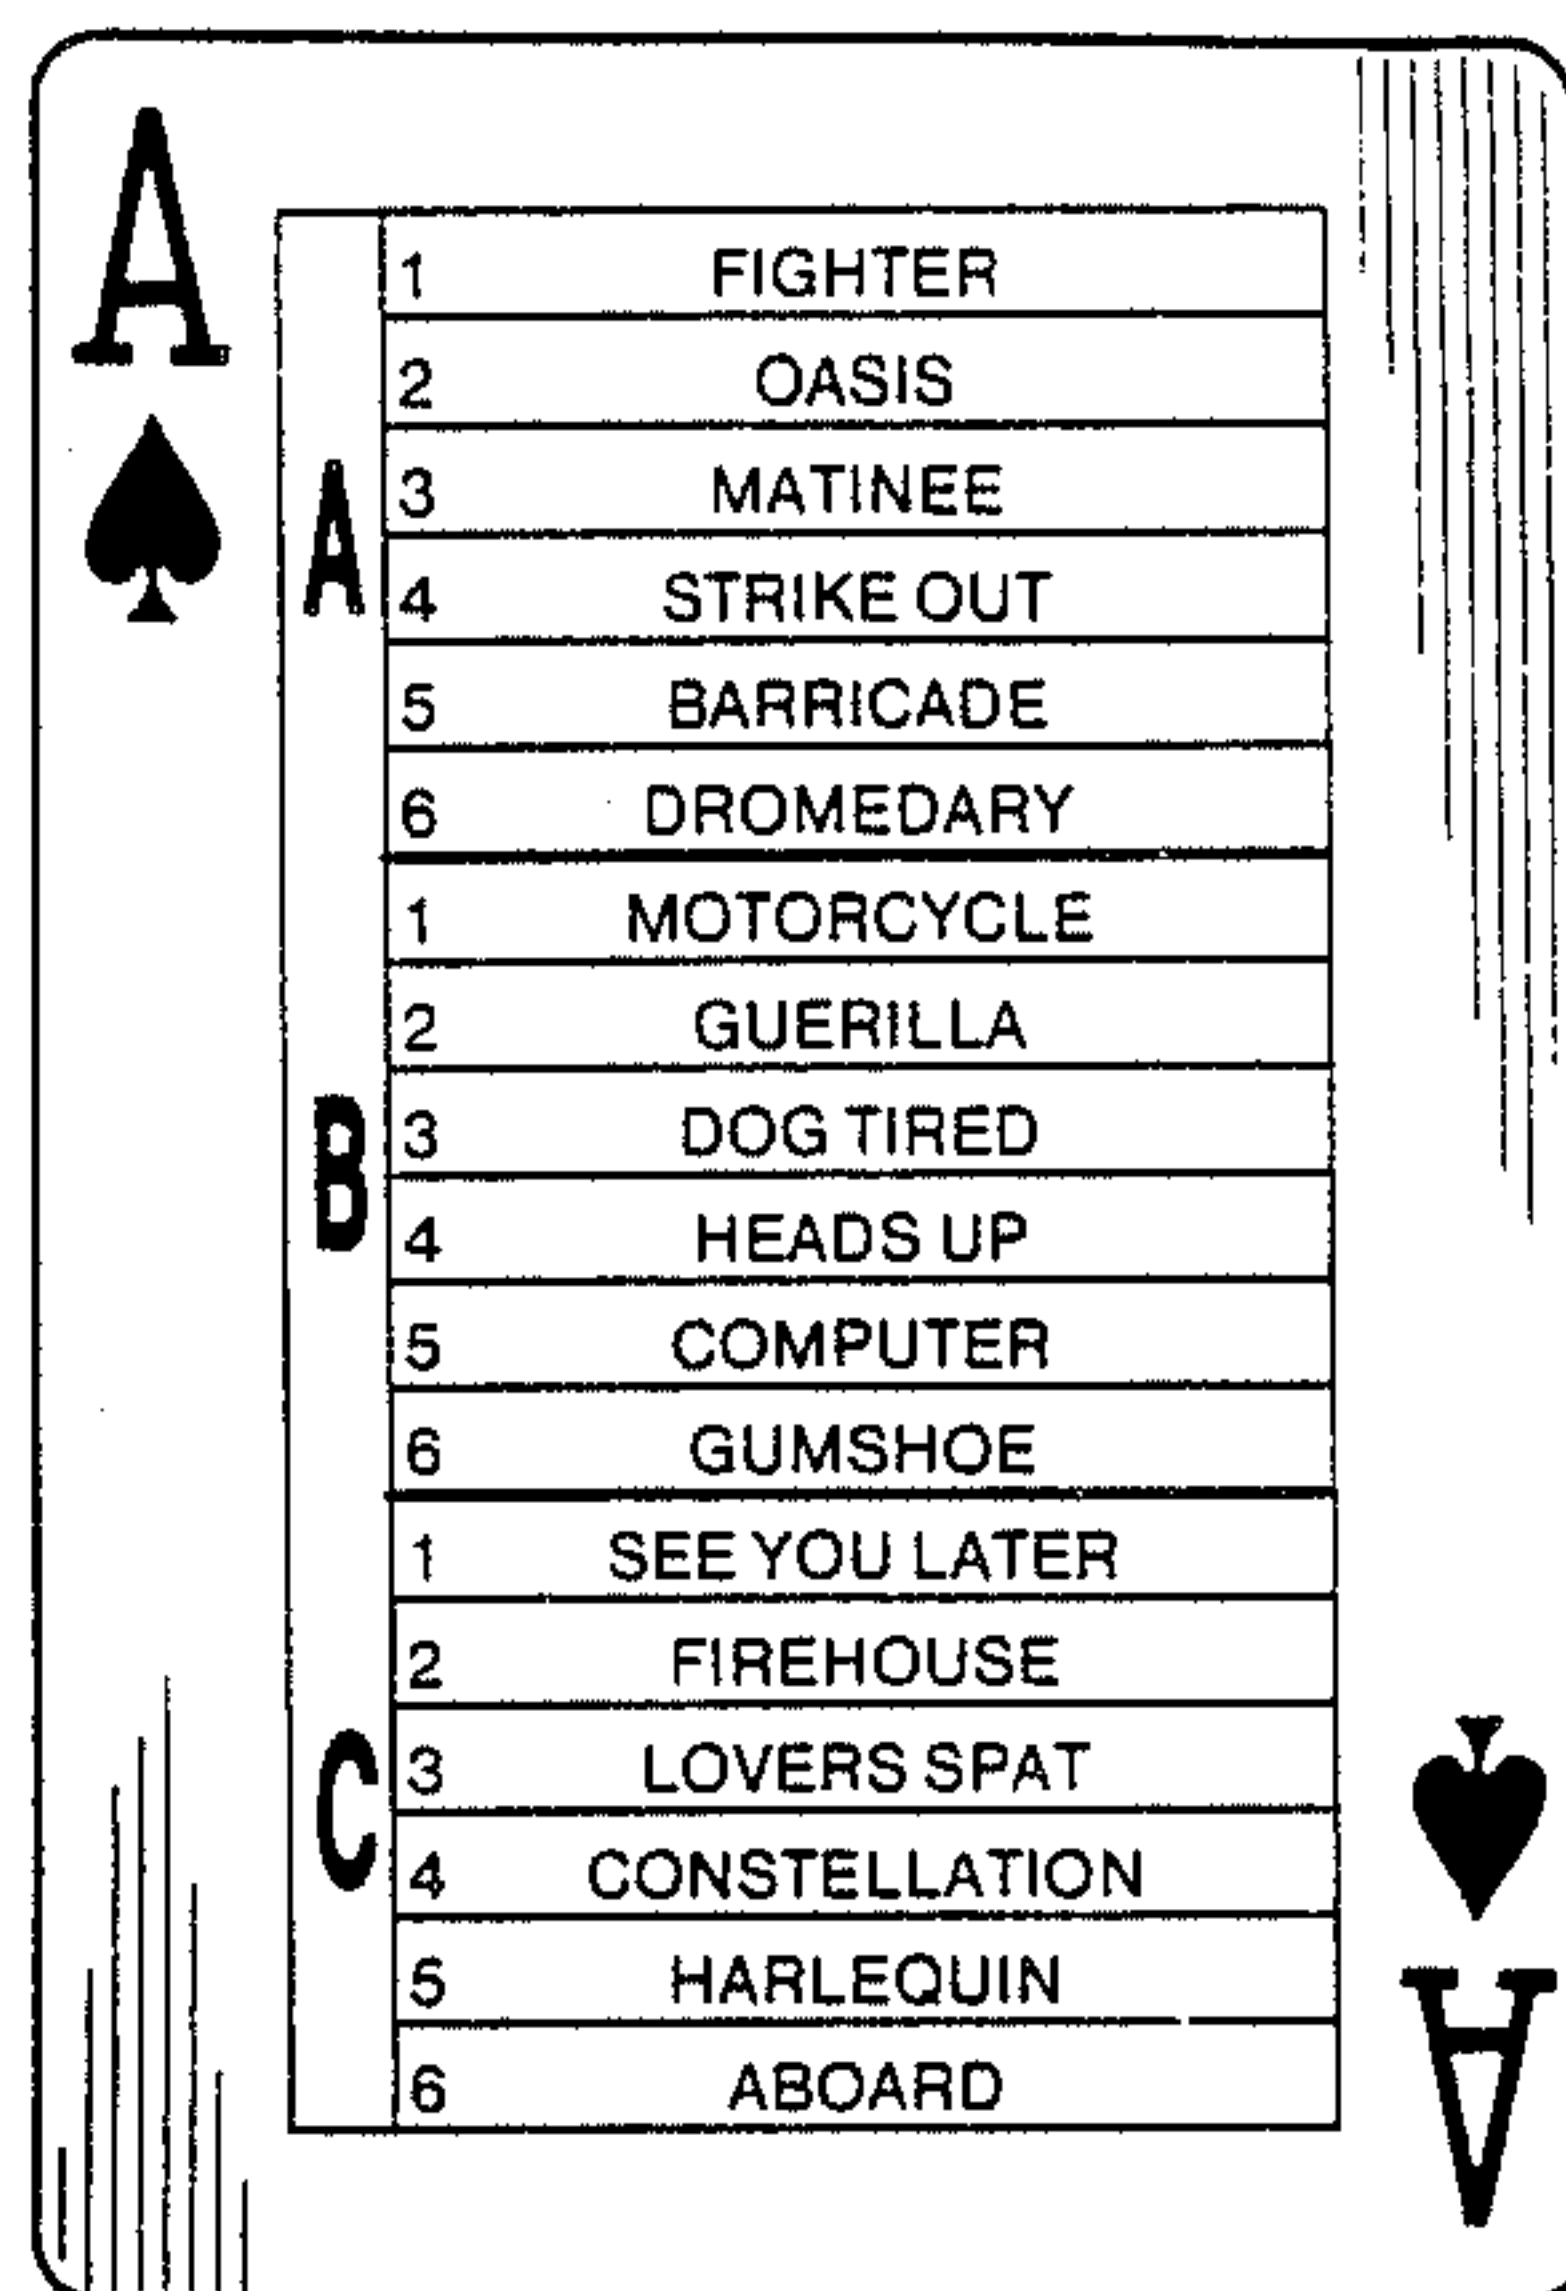 A
A
1 FIGHTER
2 OASIS
3 MATINEE
4 STRIKE OUT
5 BARRICADE
6 DROMEDARY
B
1 MOTORCYCLE
2 GUERILLA
3 DOG TIRED
4 HEADS UP
5 COMPUTER
6 GUMSHOE
C
1 SEE YOU LATER
2 FIREHOUSE
3 LOVERS SPAT
4 CONSTELLATION
5 HARLEQUIN
6 ABOARD
A